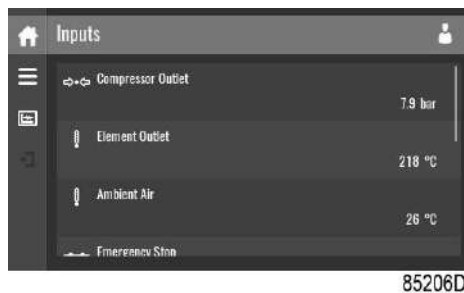 Inputs
Compressor Outlet
7.9 bar
Element Outlet
218 °C
Ambient Air
26 °C
Emergency Stop
85206D